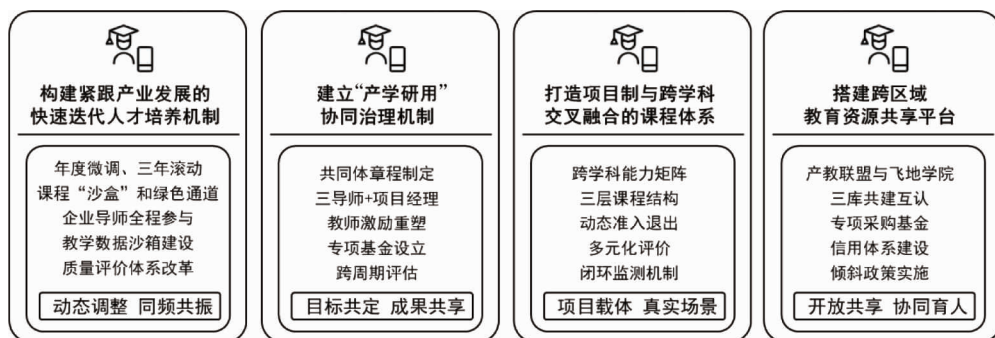 构建紧跟产业发展的
快速迭代人才培养机制
年度微调、三年滚动
课程“沙盒”和绿色通道
企业导师全程参与
教学数据沙箱建设
质量评价体系改革
动态调整 同频共振
建立“产学研用”
协同治理机制
共同体章程制定
三导师+项目经理
教师激励重塑
专项基金设立
跨周期评估
目标共定 成果共享
打造项目制与跨学科
交叉融合的课程体系
跨学科能力矩阵
三层课程结构
动态准入退出
多元化评价
闭环监测机制
项目载体 真实场景
搭建跨区域
教育资源共享平台
产教联盟与飞地学院
三库共建互认
专项采购基金
信用体系建设
倾斜政策实施
开放共享 协同育人